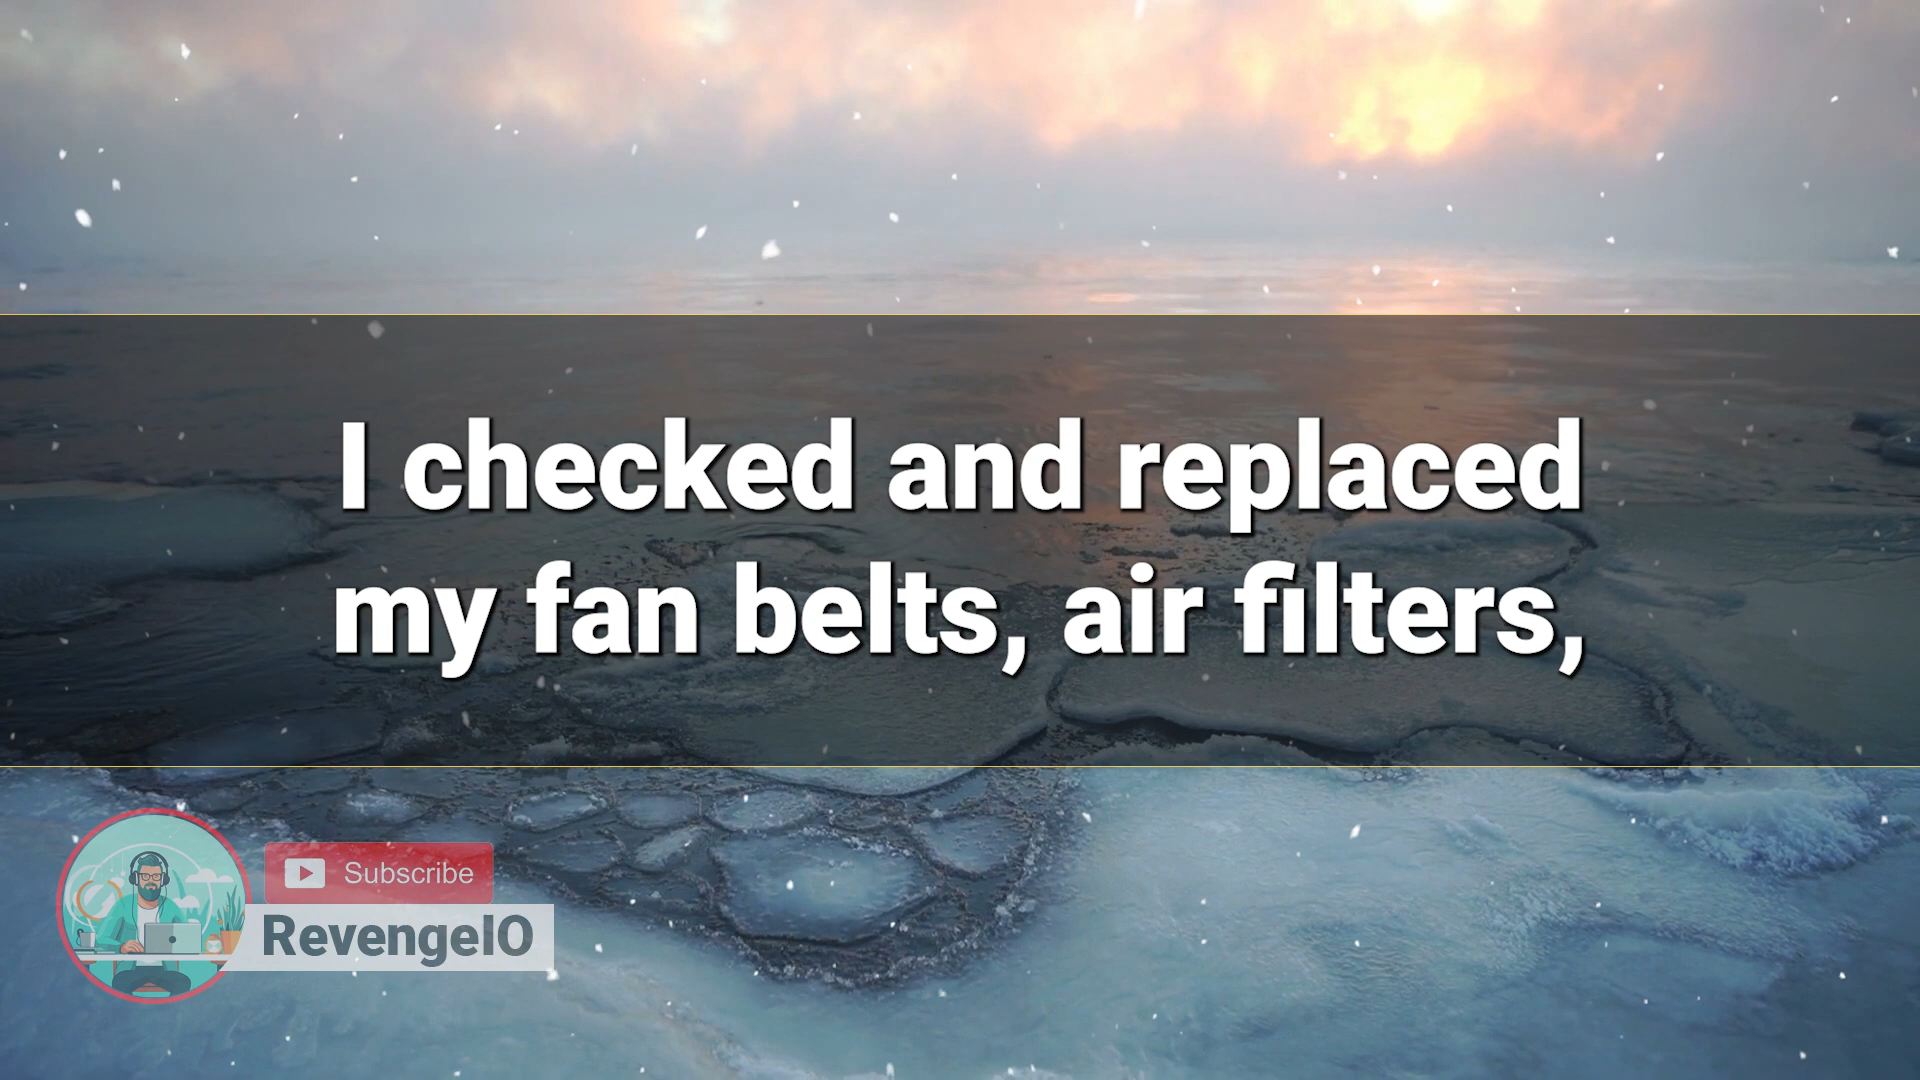 I checked and replaced
my fan belts, air filters,
Subscribe
RevengeIO